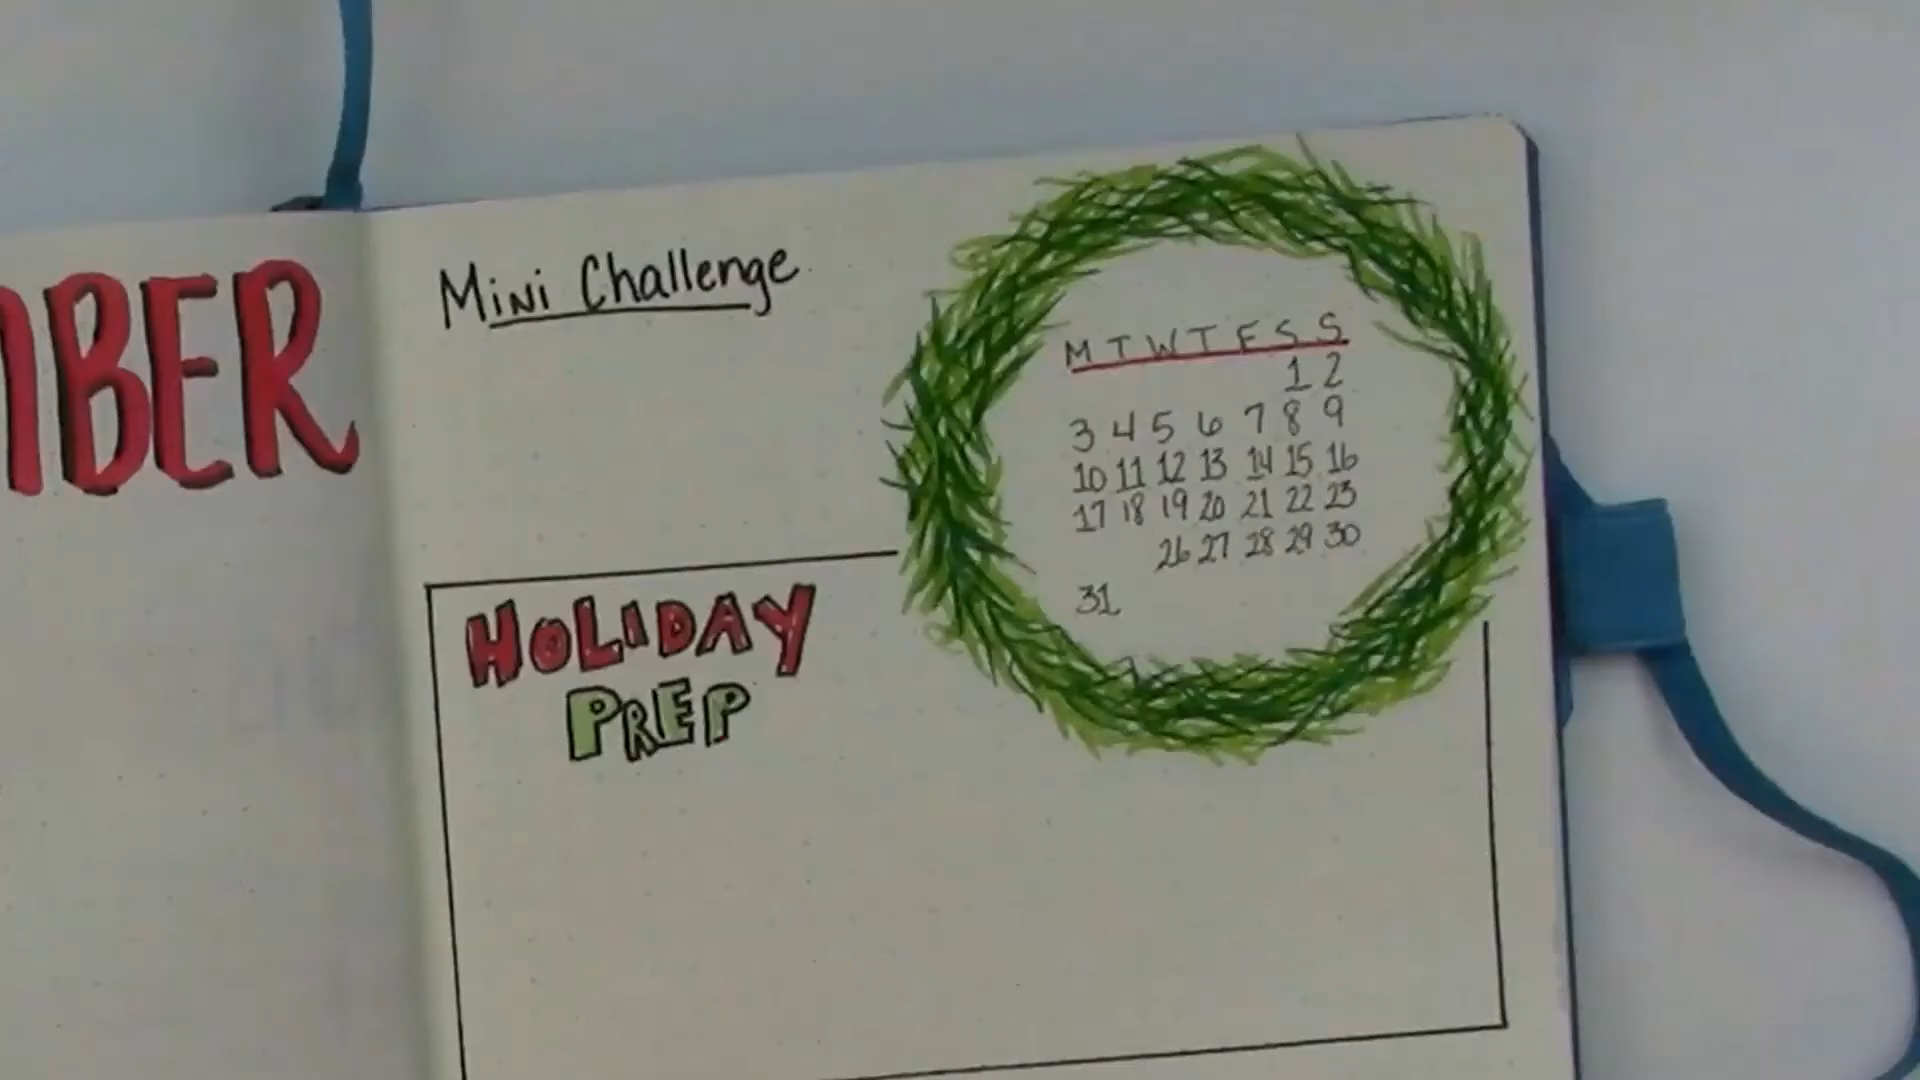 MBER
Mini Challenge
M T W T F S S
1 2
3 4 5 6 7 8 9
10 11 12 13 14 15 16
17 18 19 20 21 22 23
26 27 28 29 30
31
HOLIDAY
PREP